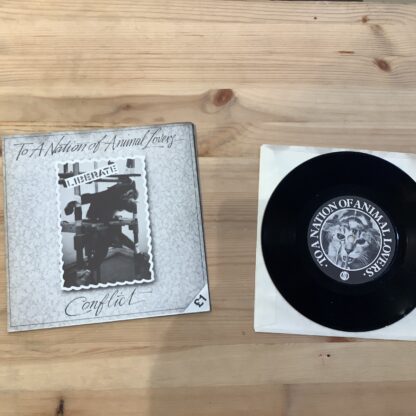 To A Nation of Animal Lovers
LIBERATE
Conflict
£1
·'TO A NATION OF ANIMAL LOVERS'·